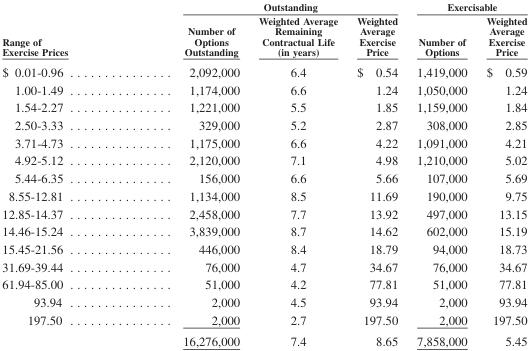 Outstanding Exercisable
Weighted Average Weighted Weighted
Number of Remaining Average Average
Range of Options Contractual Life Exercise Number of Exercise
Exercise Prices Outstanding (in years) Price Options Price
$ 0.01-0.96 . . . . . . . . . . . . . . . 2,092,000 6.4 $ 0.54 1,419,000 $ 0.59
1.00-1.49 . . . . . . . . . . . . . . . 1,174,000 6.6 1.24 1,050,000 1.24
1.54-2.27 . . . . . . . . . . . . . . . 1,221,000 5.5 1.85 1,159,000 1.84
2.50-3.33 . . . . . . . . . . . . . . . 329,000 5.2 2.87 308,000 2.85
3.71-4.73 . . . . . . . . . . . . . . . 1,175,000 6.6 4.22 1,091,000 4.21
4.92-5.12 . . . . . . . . . . . . . . . 2,120,000 7.1 4.98 1,210,000 5.02
5.44-6.35 . . . . . . . . . . . . . . . 156,000 6.6 5.66 107,000 5.69
8.55-12.81 . . . . . . . . . . . . . . . 1,134,000 8.5 11.69 190,000 9.75
12.85-14.37 . . . . . . . . . . . . . . . 2,458,000 7.7 13.92 497,000 13.15
14.46-15.24 . . . . . . . . . . . . . . . 3,839,000 8.7 14.62 602,000 15.19
15.45-21.56 . . . . . . . . . . . . . . . 446,000 8.4 18.79 94,000 18.73
31.69-39.44 . . . . . . . . . . . . . . . 76,000 4.7 34.67 76,000 34.67
61.94-85.00 . . . . . . . . . . . . . . . 51,000 4.2 77.81 51,000 77.81
93.94 . . . . . . . . . . . . . . . 2,000 4.5 93.94 2,000 93.94
197.50 . . . . . . . . . . . . . . . 2,000 2.7 197.50 2,000 197.50
16,276,000 7.4 8.65 7,858,000 5.45